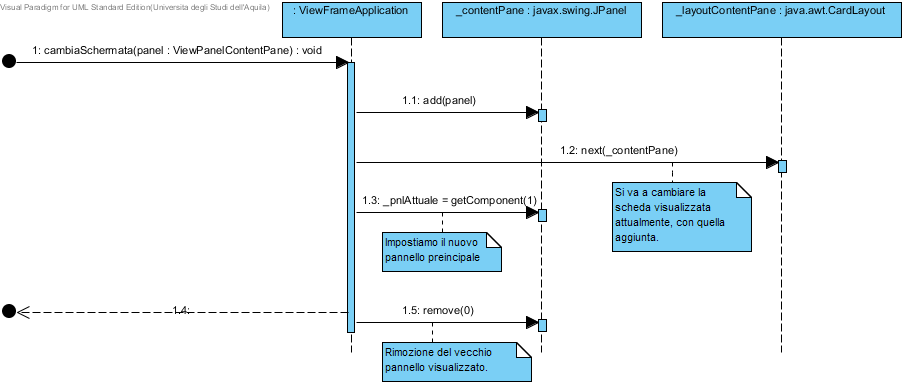 Visual Paradigm for UML Standard Edition(Universita degli Studi dell'Aquila)
: ViewFrameApplication
_contentPane : javax.swing.JPanel
_layoutContentPane : java.awt.CardLayout
1: cambiaSchermata(panel : ViewPanelContentPane) : void
1.1: add(panel)
1.2: next(_contentPane)
Si va a cambiare la
scheda visualizzata
attualmente, con quella
aggiunta.
1.3: _pnlAttuale = getComponent(1)
Impostiamo il nuovo
pannello preincipale
1.4:
1.5: remove(0)
Rimozione del vecchio
pannello visualizzato.